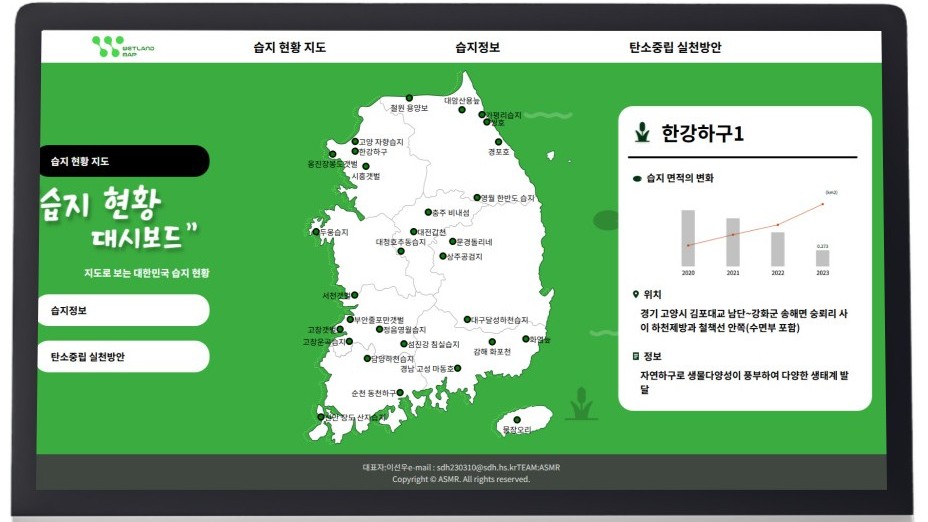 WETLAND
MAP
습지 현황 지도
습지정보
탄소중립 실천방안
습지 현황 지도
습지 현황
대시보드”
지도로 보는 대한민국 습지 현황
습지정보
탄소중립 실천방안
철원 용양보
대암산용늪
가평리습지
경포호
고양 자향습지
한강하구
옹진장봉도갯벌
시흥갯벌
영월 한반도 습지
충주 비내섬
두웅습지
대전갑천
대청호추동습지
문경돌리네
상주공검지
서천갯벌
부안줄포만갯벌
고창갯벌
정읍영월습지
고창운곡습지
대구달성하천습지
화엄늪
섬진강 침실습지
김해 화포천
담양하천습지
경남 고성 마동호
순천 동천하구
신안 장도 산지습지
물장오리
한강하구1
습지 면적의 변화
(km2)
0.273
2020 2021 2022 2023
위치
경기 고양시 김포대교 남단~강화군 송해면 숭뢰리 사
이 하천제방과 철책선 안쪽(수면부 포함)
정보
자연하구로 생물다양성이 풍부하여 다양한 생태계 발
달
대표자:이선우e-mail : sdh230310@sdh.hs.krTEAM:ASMR
Copyright © ASMR. All rights reserved.